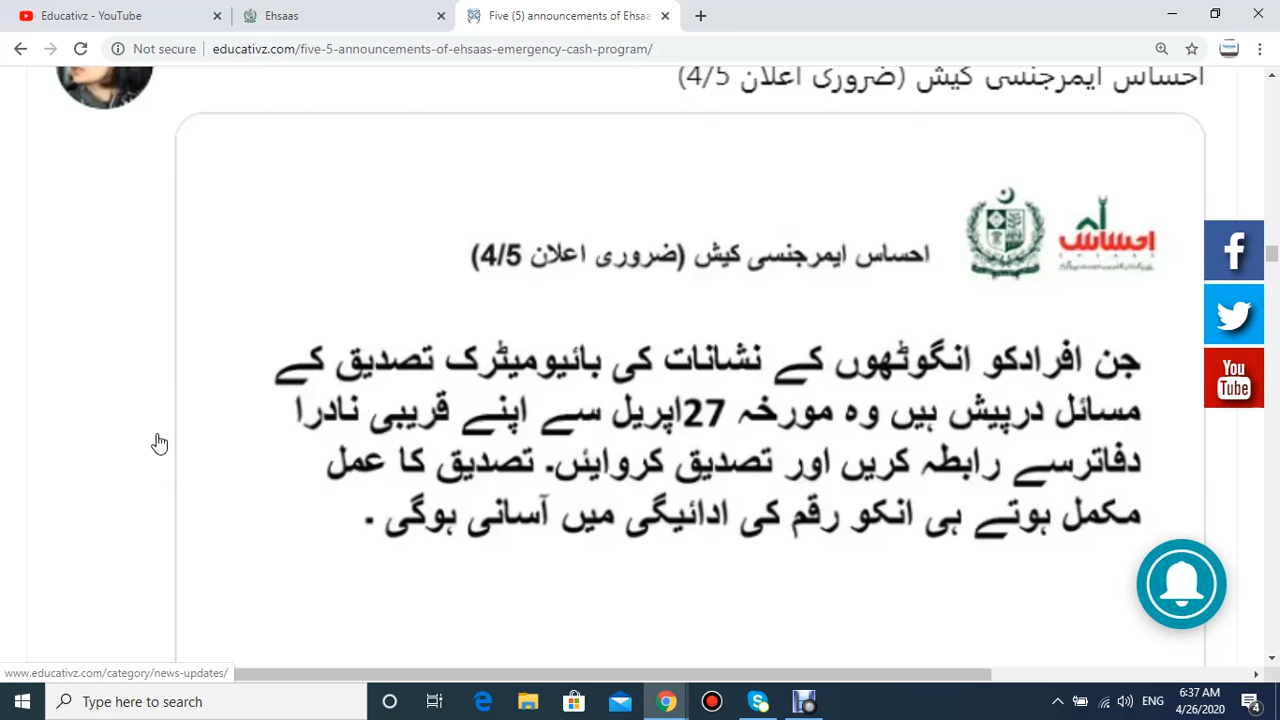 Educativz - YouTube
Ehsaas
Five (5) announcements of Ehsaa
Not secure
educativz.com/five-5-announcements-of-ehsaas-emergency-cash-program/
احساس ایمرجنسی کیش (ضروری اعلان 4/5)
احساس
احساس ایمرجنسی کیش (ضروری اعلان 4/5)
جن افرادکو انگوٹھوں کے نشانات کی بائیومیٹرک تصدیق کے
مسائل درپیش ہیں وہ مورخہ 27اپریل سے اپنے قریبی نادرا
دفاترسے رابطہ کریں اور تصدیق کروایئں۔ تصدیق کا عمل
مکمل ہوتے ہی انکو رقم کی ادائیگی میں آسانی ہوگی ۔
You
Tube
www.educativz.com/category/news-updates/
Type here to search
ENG
6:37 AM
4/26/2020
4